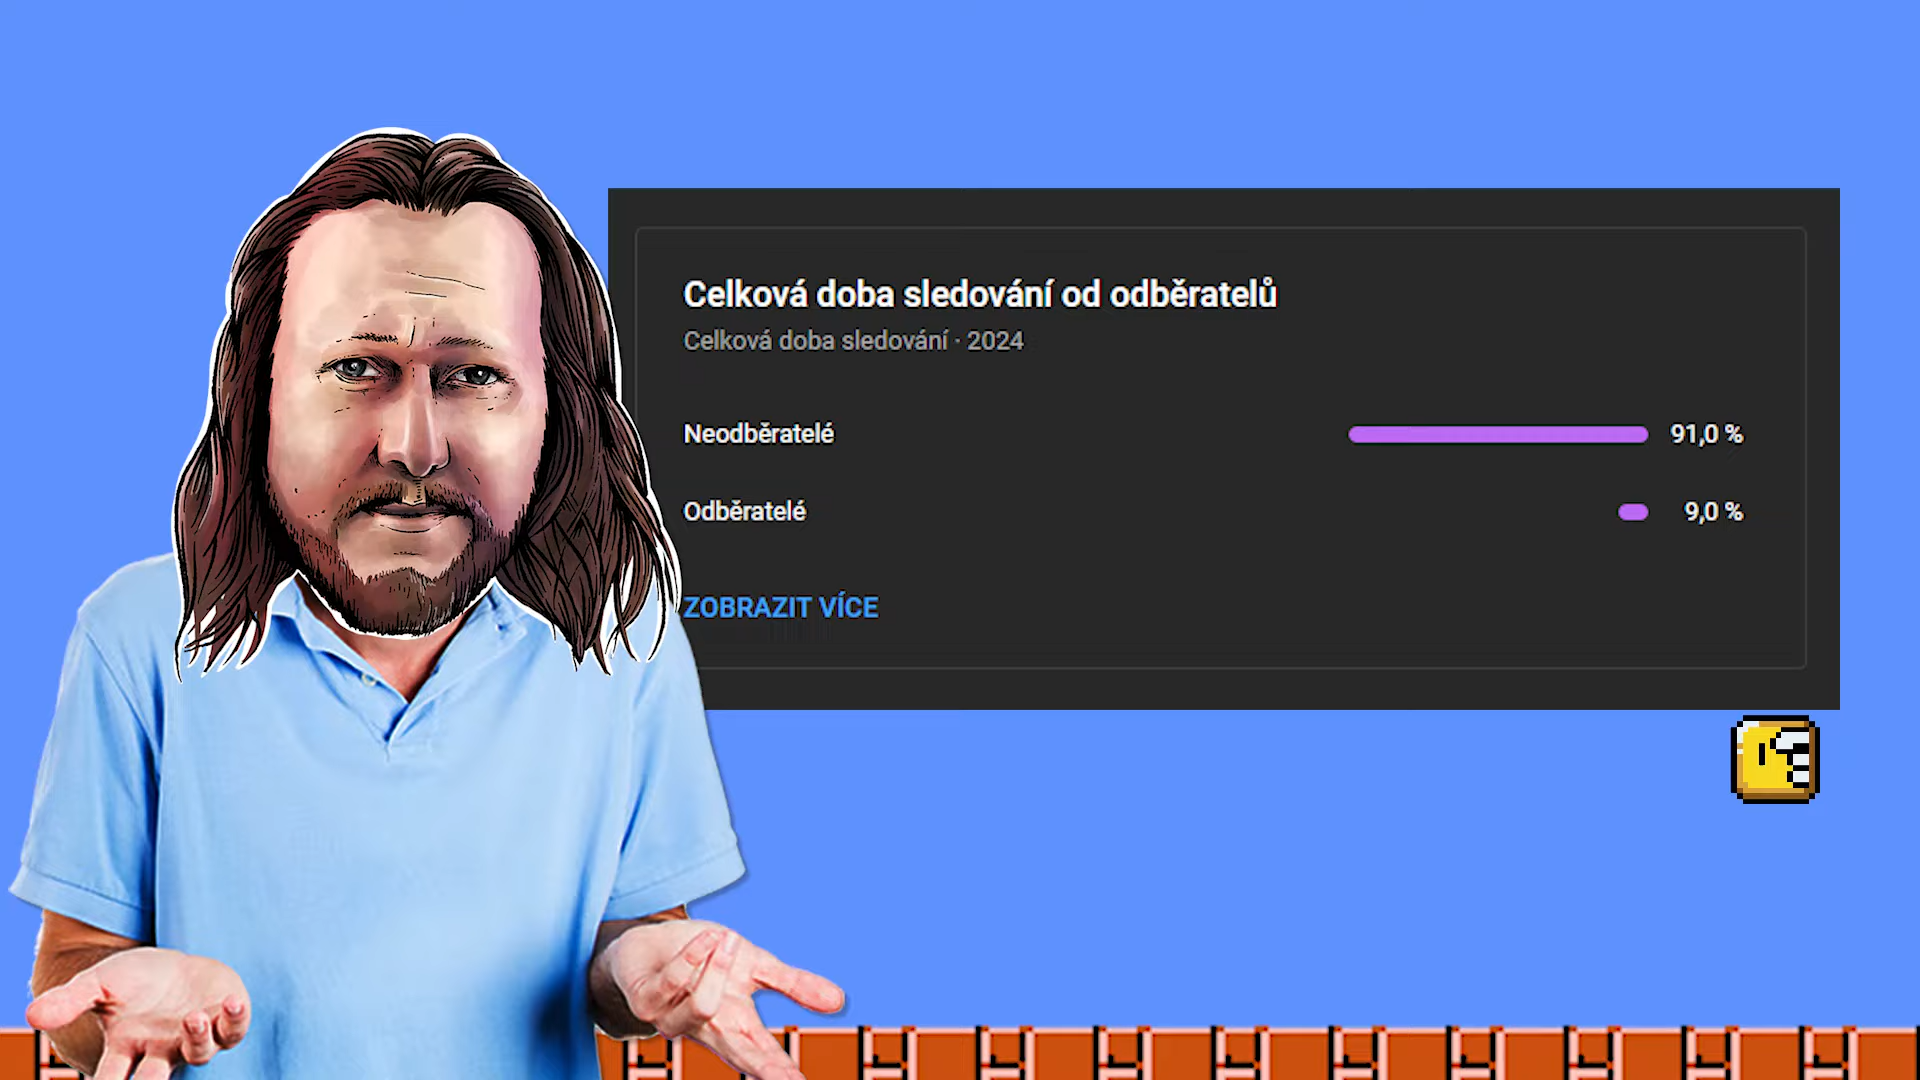 Celková doba sledování od odběratelů
Celková doba sledování · 2024
Neodběratelé 91,0 %
Odběratelé 9,0 %
ZOBRAZIT VÍCE